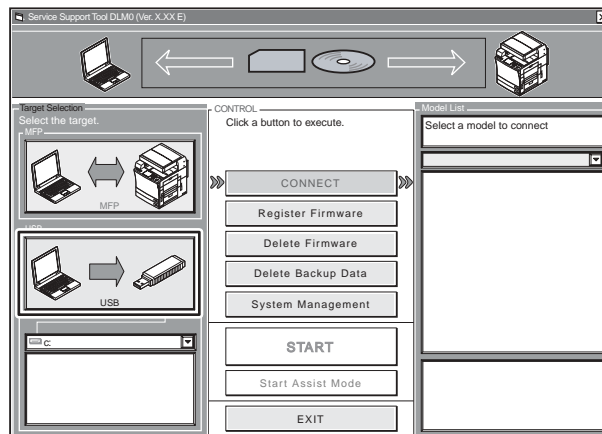 Service Support Tool DLM0 (Ver. X.XX E)
Target Selection
Select the target.
MFP
MFP
USB
USB
C:
CONTROL
Click a button to execute.
CONNECT
Register Firmware
Delete Firmware
Delete Backup Data
System Management
START
Start Assist Mode
EXIT
Model List
Select a model to connect